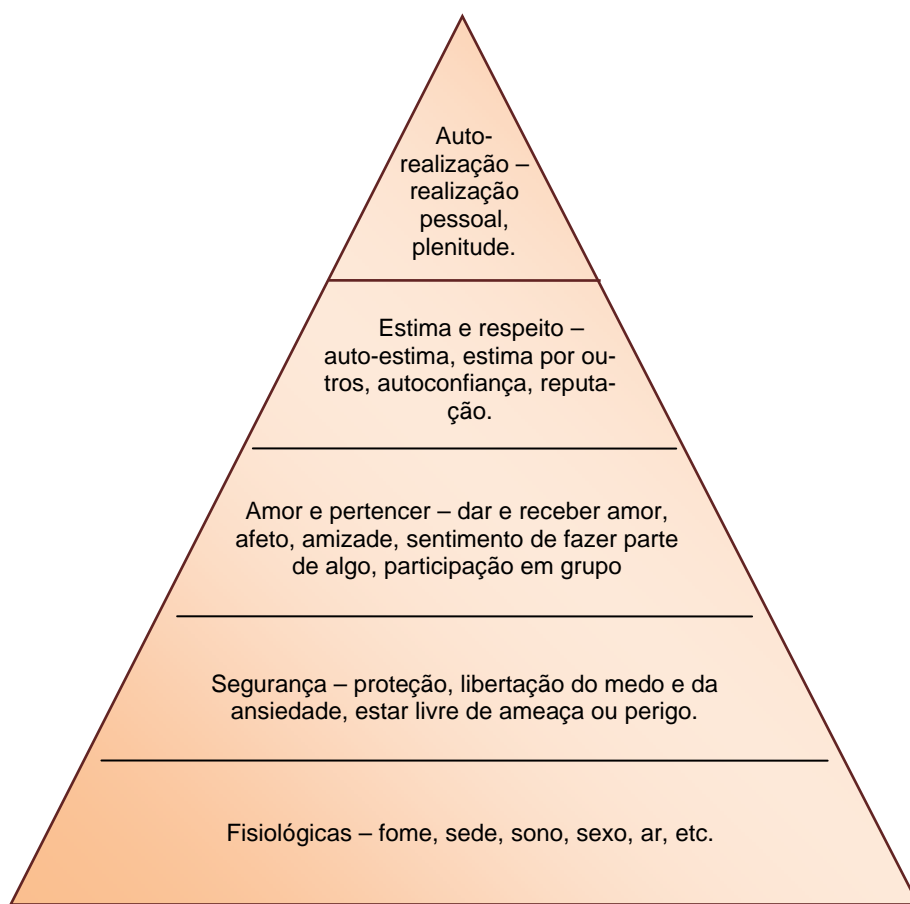 Auto-
realização –
realização
pessoal,
plenitude.
Estima e respeito –
auto-estima, estima por ou-
tros, autoconfiança, reputa-
ção.
Amor e pertencer – dar e receber amor,
afeto, amizade, sentimento de fazer parte
de algo, participação em grupo
Segurança – proteção, libertação do medo e da
ansiedade, estar livre de ameaça ou perigo.
Fisiológicas – fome, sede, sono, sexo, ar, etc.